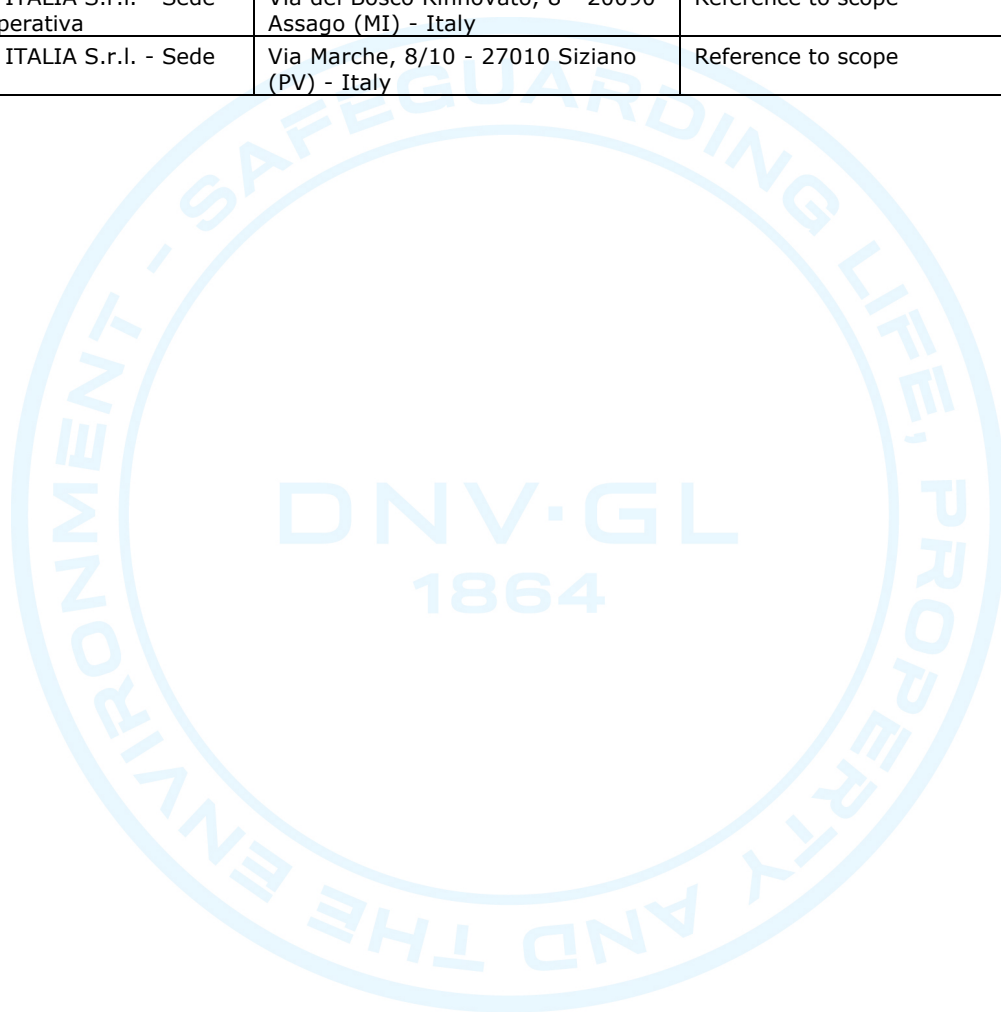 ITALIA S.r.l. - Sede
perativa
Via del Bosco Rinnovato, 8 - 20090
Assago (MI) - Italy
Reference to scope
ITALIA S.r.l. - Sede
Via Marche, 8/10 - 27010 Siziano
(PV) - Italy
Reference to scope
SAFEGUARDING LIFE, PROPERTY AND THE ENVIRONMENT -
DNV·GL
1864